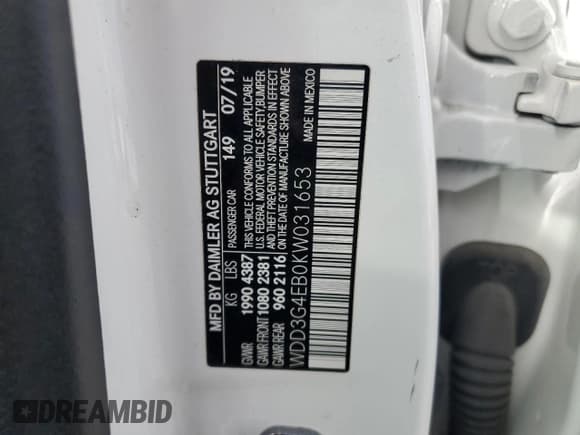 MFD BY DAIMLER AG STUTTGART
PASSENGER CAR 149 07/19
KG LBS
GVWR 1990 4387
GAWR FRONT 1080 2381
GAWR REAR 960 2116
THIS VEHICLE CONFORMS TO ALL APPLICABLE
U.S. FEDERAL MOTOR VEHICLE SAFETY,BUMPER
AND THEFT PREVENTION STANDARDS IN EFFECT
ON THE DATE OF MANUFACTURE SHOWN ABOVE
WDD3G4EB0KW031653
MADE IN MEXICO
DREAMBID